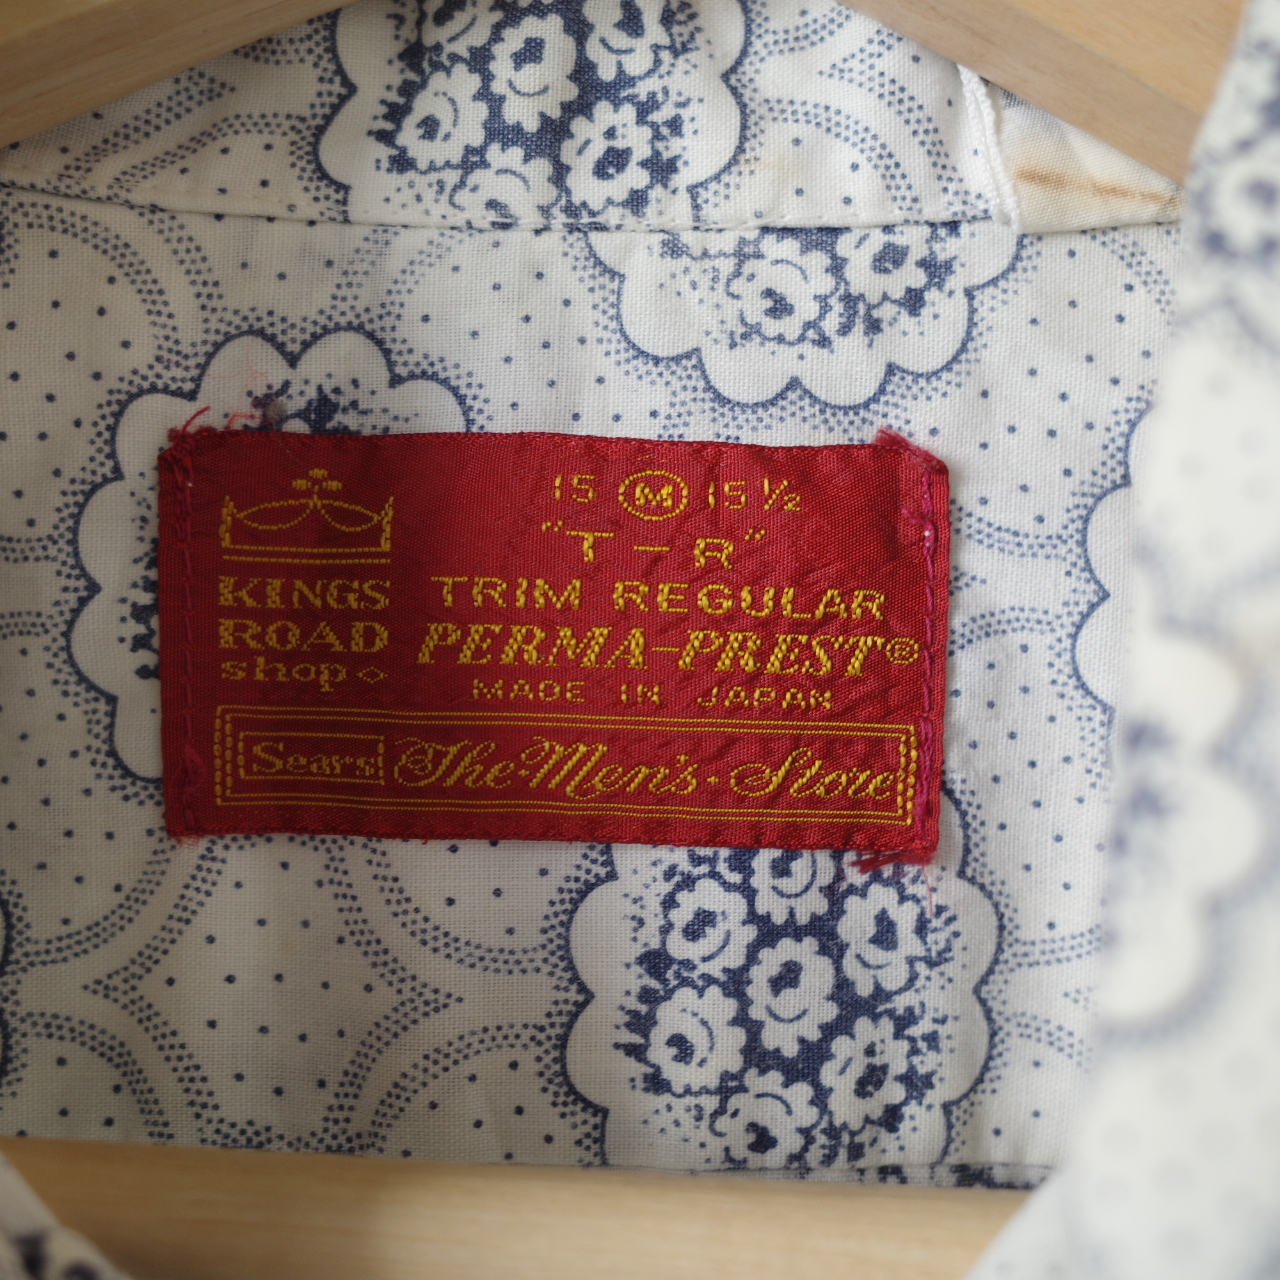 KINGS
ROAD
shop
15 M 15½
"T-R"
TRIM REGULAR
PERMA-PREST®
MADE IN JAPAN
Sears The·Men's·Store